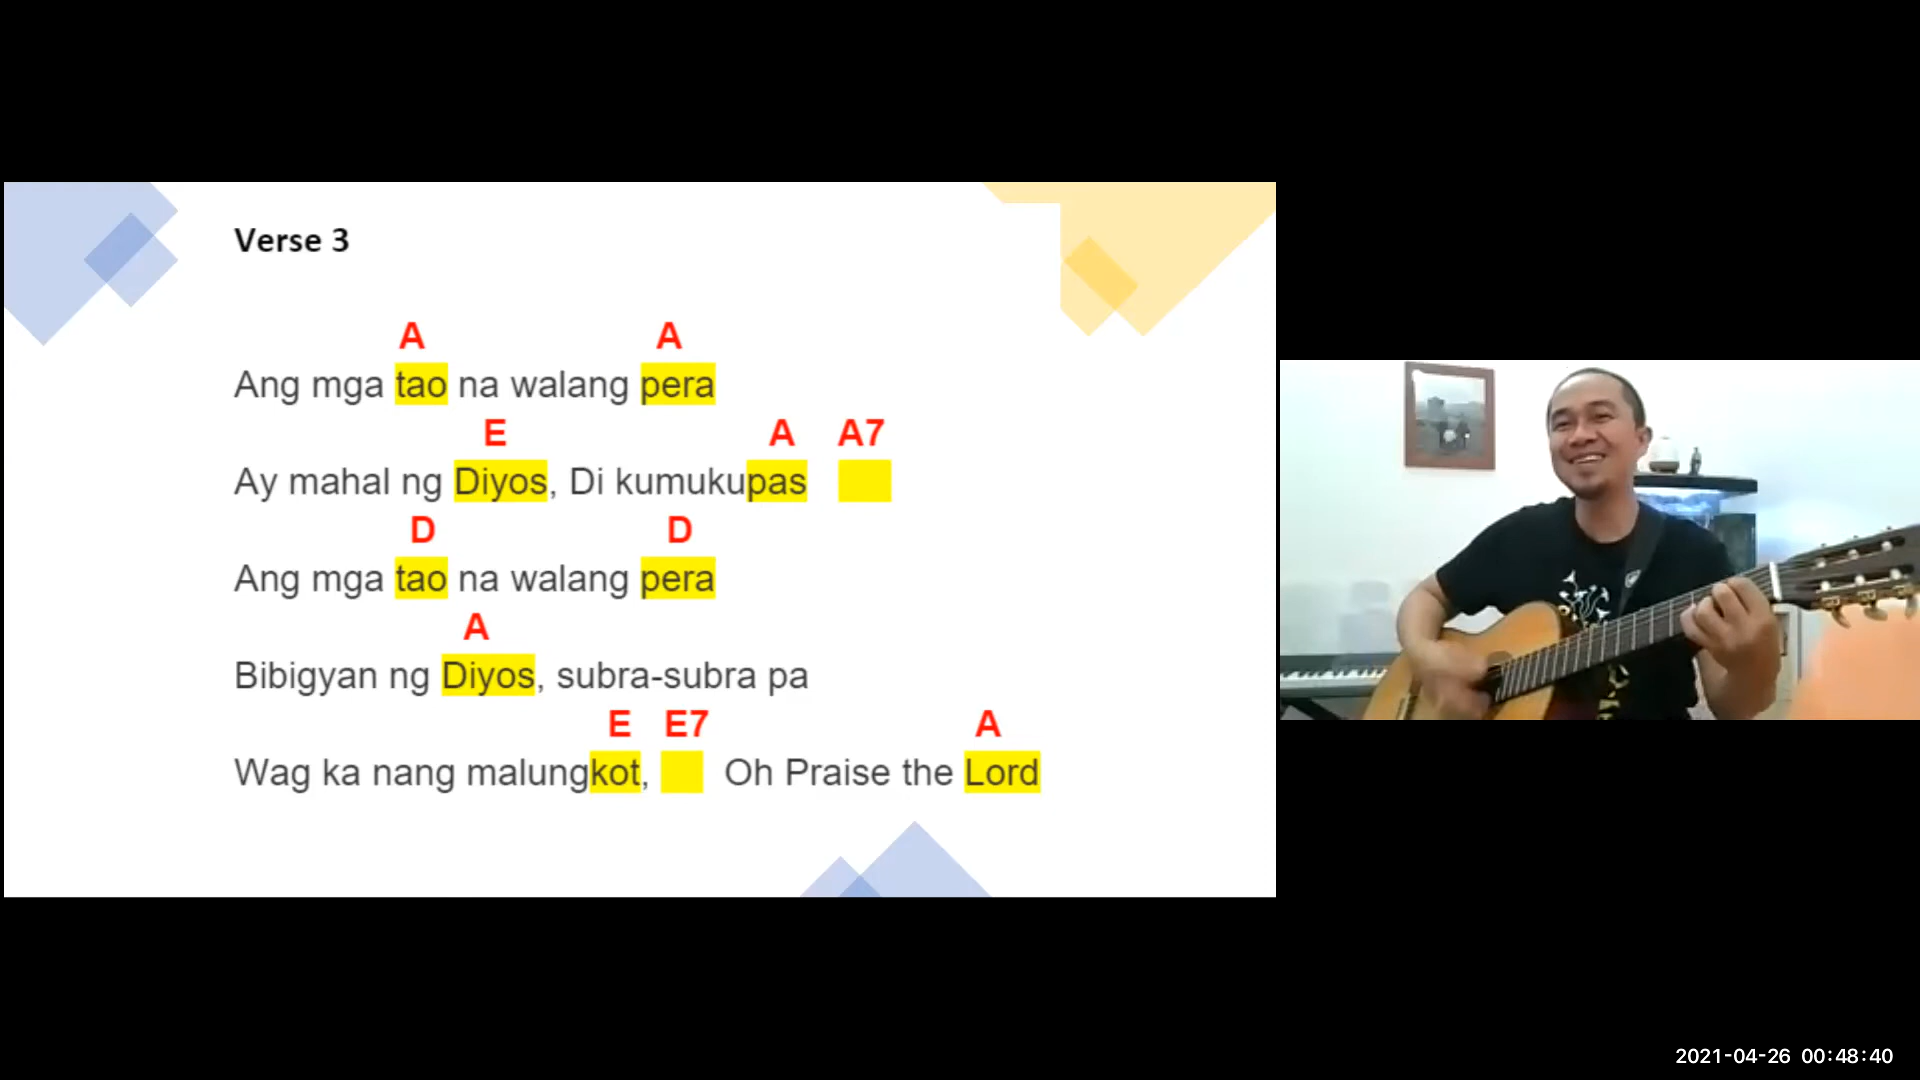 Verse 3
A A
Ang mga tao na walang pera
E A A7
Ay mahal ng Diyos, Di kumukupas
D D
Ang mga tao na walang pera
A
Bibigyan ng Diyos, subra-subra pa
E E7 A
Wag ka nang malungkot, Oh Praise the Lord
2021-04-26 00:48:40